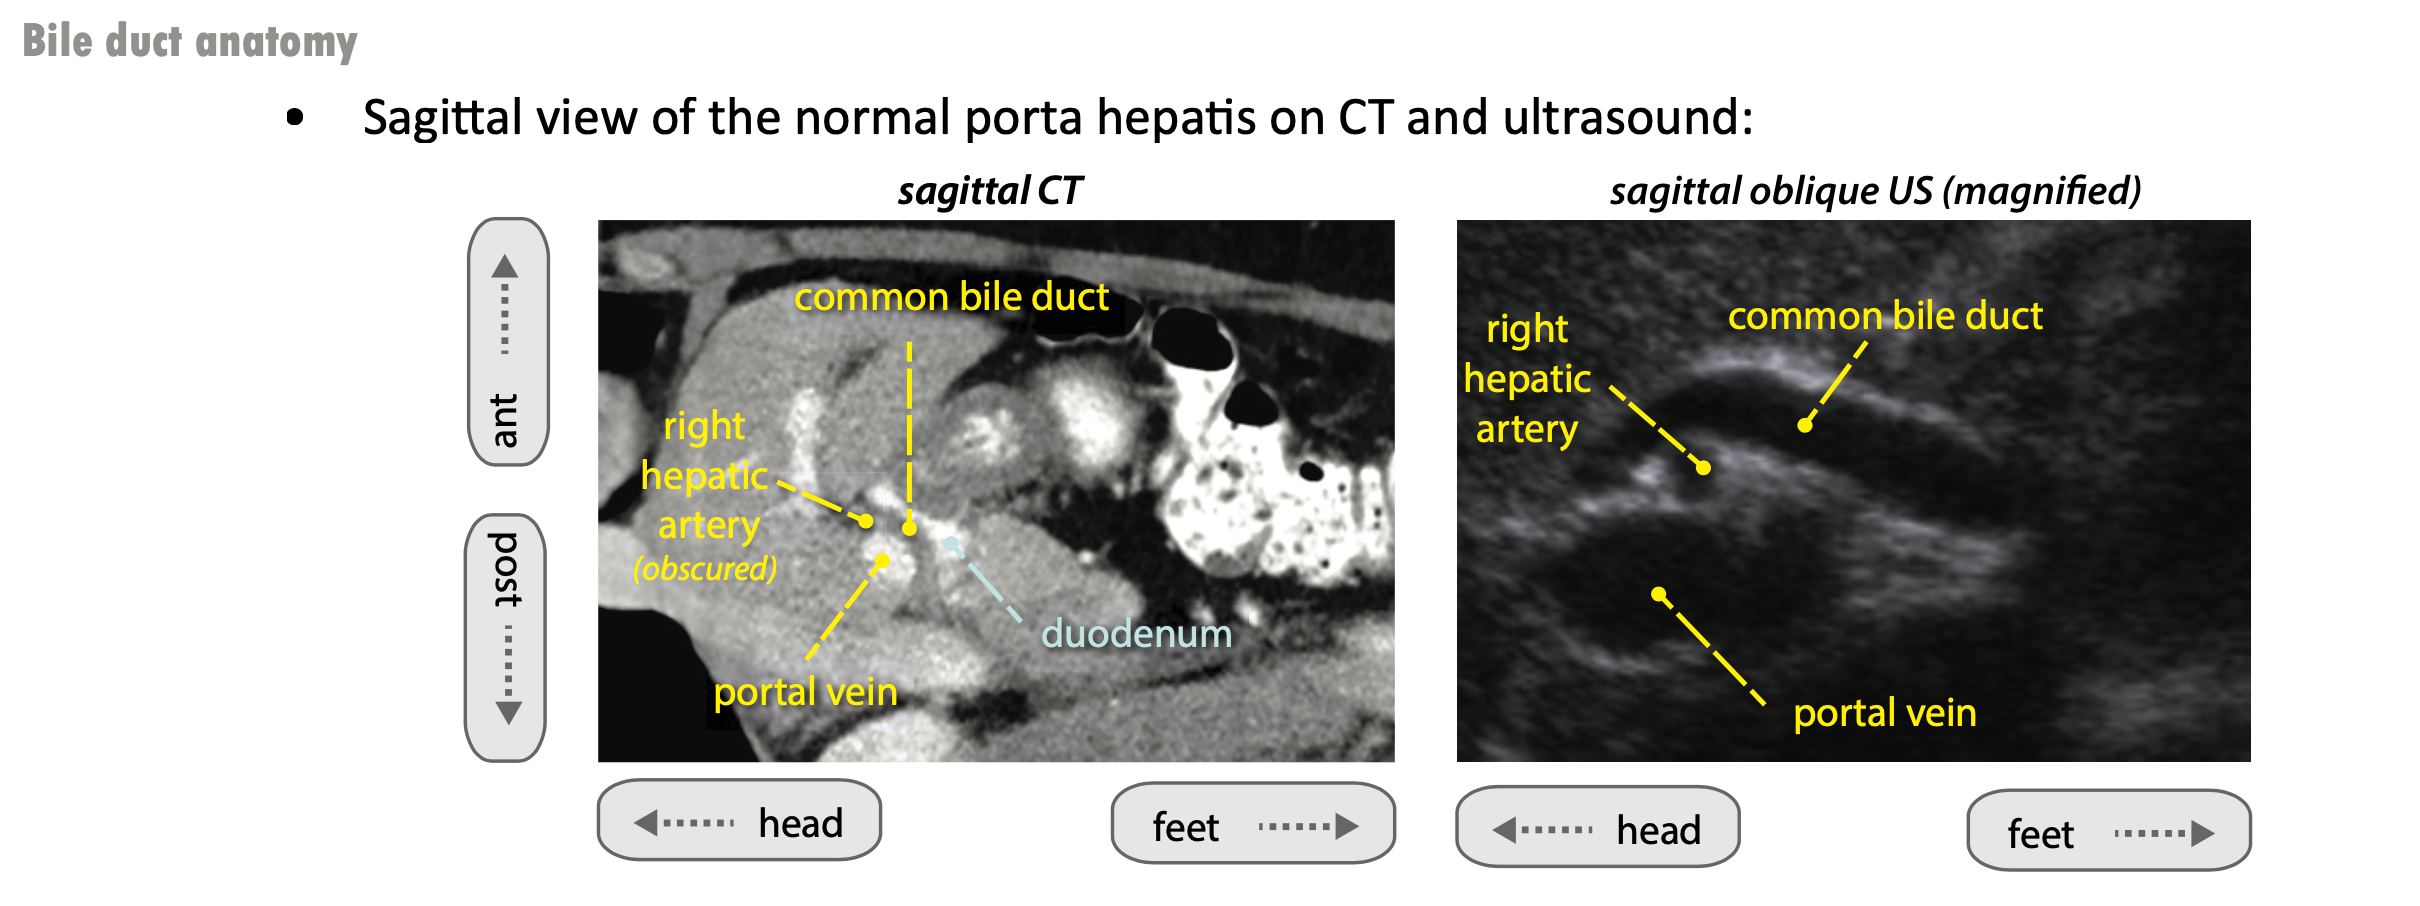 Bile duct anatomy
• Sagittal view of the normal porta hepatis on CT and ultrasound:
sagittal CT
sagittal oblique US (magnified)
ant
post
common bile duct
right
hepatic
artery
(obscured)
portal vein
duodenum
head
feet
right
hepatic
artery
common bile duct
portal vein
head
feet